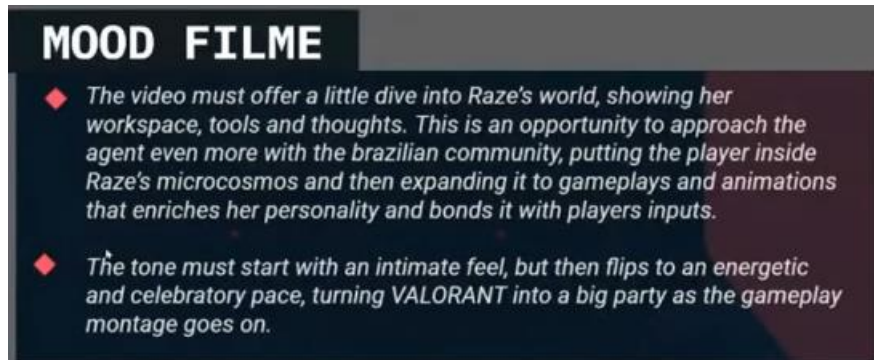 MOOD FILME
The video must offer a little dive into Raze's world, showing her
workspace, tools and thoughts. This is an opportunity to approach the
agent even more with the brazilian community, putting the player inside
Raze's microcosmos and then expanding it to gameplays and animations
that enriches her personality and bonds it with players inputs.
The tone must start with an intimate feel, but then flips to an energetic
and celebratory pace, turning VALORANT into a big party as the gameplay
montage goes on.